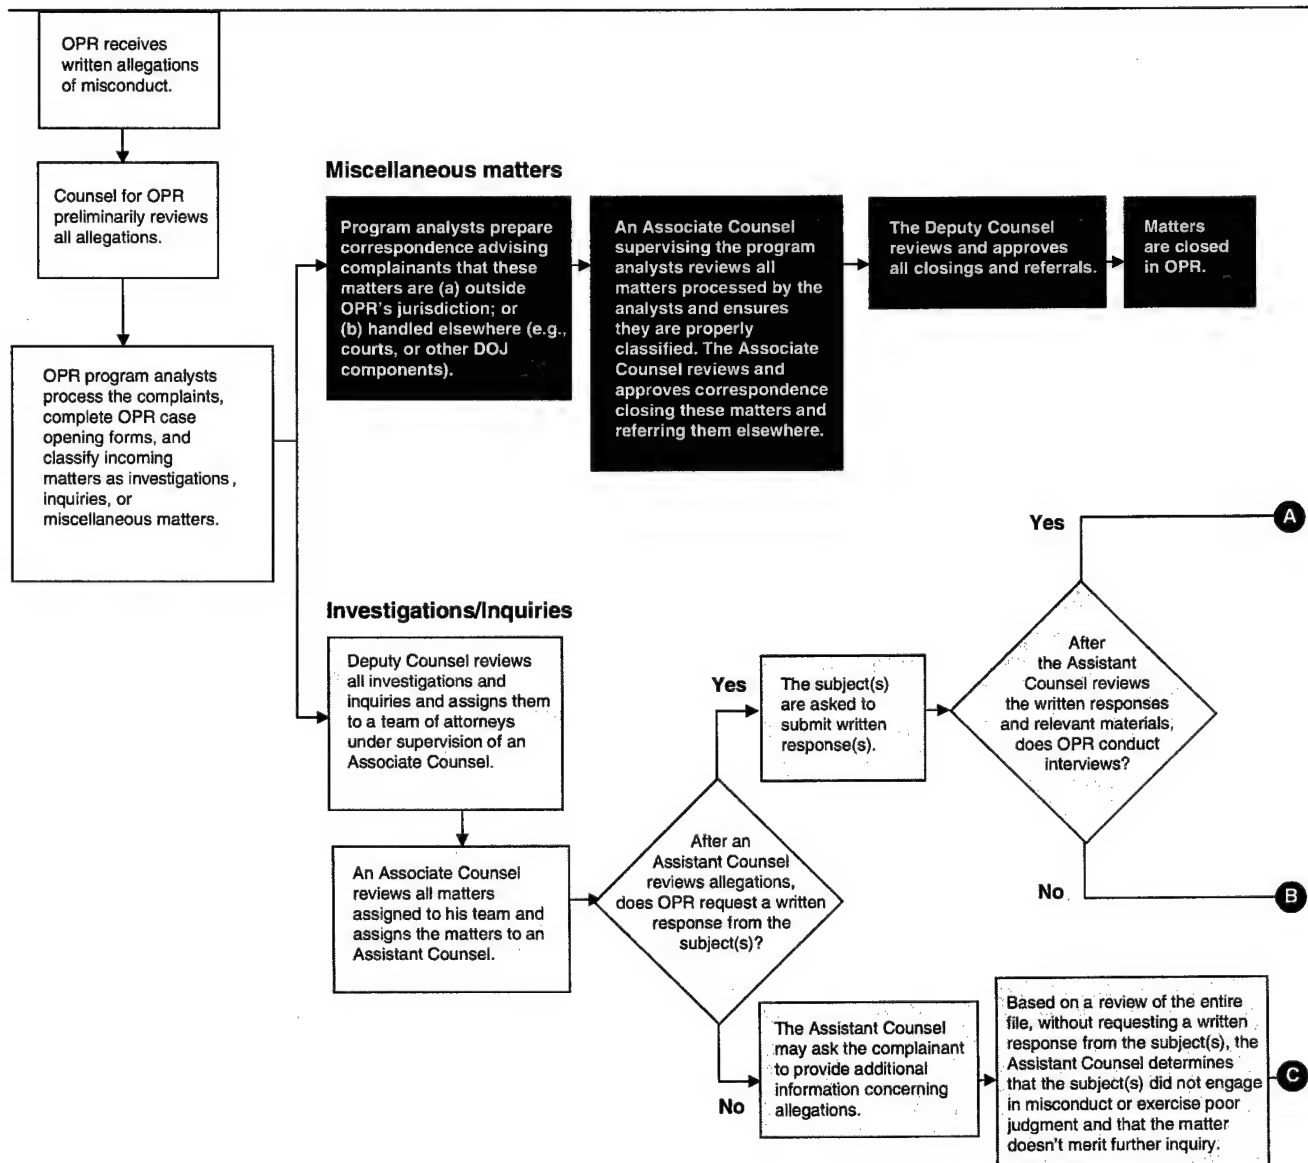 OPR receives
written allegations
of misconduct.
Counsel for OPR
preliminarily reviews
all allegations.
OPR program analysts
process the complaints,
complete OPR case
opening forms, and
classify incoming
matters as investigations,
inquiries, or
miscellaneous matters.
Miscellaneous matters
Program analysts prepare
correspondence advising
complainants that these
matters are (a) outside
OPR's jurisdiction; or
(b) handled elsewhere (e.g.,
courts, or other DOJ
components).
An Associate Counsel
supervising the program
analysts reviews all
matters processed by the
analysts and ensures
they are properly
classified. The Associate
Counsel reviews and
approves correspondence
closing these matters and
referring them elsewhere.
The Deputy Counsel
reviews and approves
all closings and referrals.
Matters
are closed
in OPR.
Investigations/Inquiries
Deputy Counsel reviews
all investigations and
inquiries and assigns them
to a team of attorneys
under supervision of an
Associate Counsel.
An Associate Counsel
reviews all matters
assigned to his team and
assigns the matters to an
Assistant Counsel.
After an
Assistant Counsel
reviews allegations,
does OPR request a written
response from the
subject(s)?
Yes
The subject(s)
are asked to
submit written
response(s).
After
the Assistant
Counsel reviews
the written responses
and relevant materials,
does OPR conduct
interviews?
Yes
A
No
B
No
The Assistant Counsel
may ask the complainant
to provide additional
information concerning
allegations.
Based on a review of the entire
file, without requesting a written
response from the subject(s), the
Assistant Counsel determines
that the subject(s) did not engage
in misconduct or exercise poor
judgment and that the matter
doesn't merit further inquiry.
C